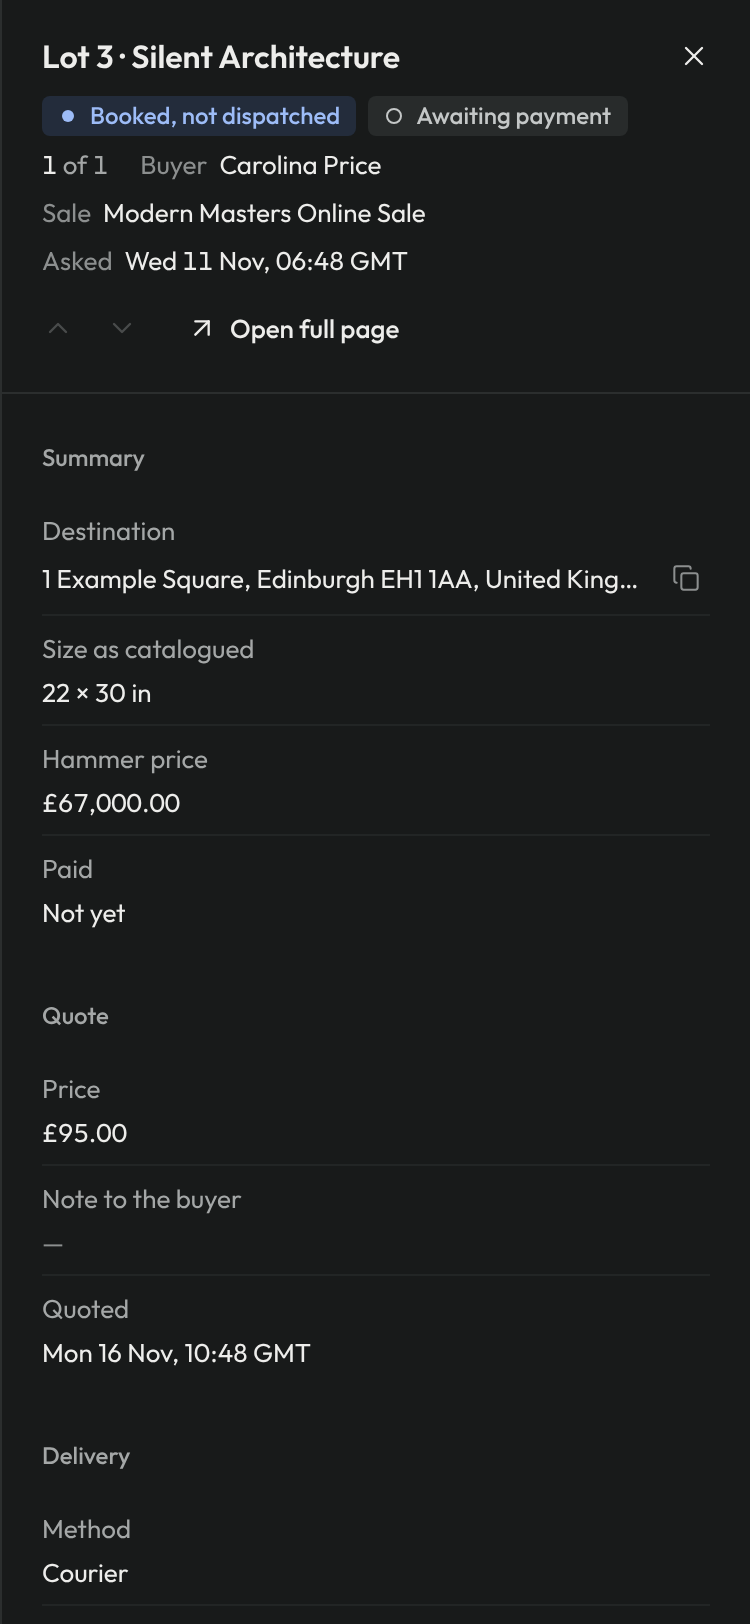 Lot 3 · Silent Architecture
Booked, not dispatched
Awaiting payment
1 of 1 Buyer Carolina Price
Sale Modern Masters Online Sale
Asked Wed 11 Nov, 06:48 GMT
Open full page
Summary
Destination
1 Example Square, Edinburgh EH1 1AA, United King...
Size as catalogued
22 × 30 in
Hammer price
£67,000.00
Paid
Not yet
Quote
Price
£95.00
Note to the buyer
—
Quoted
Mon 16 Nov, 10:48 GMT
Delivery
Method
Courier